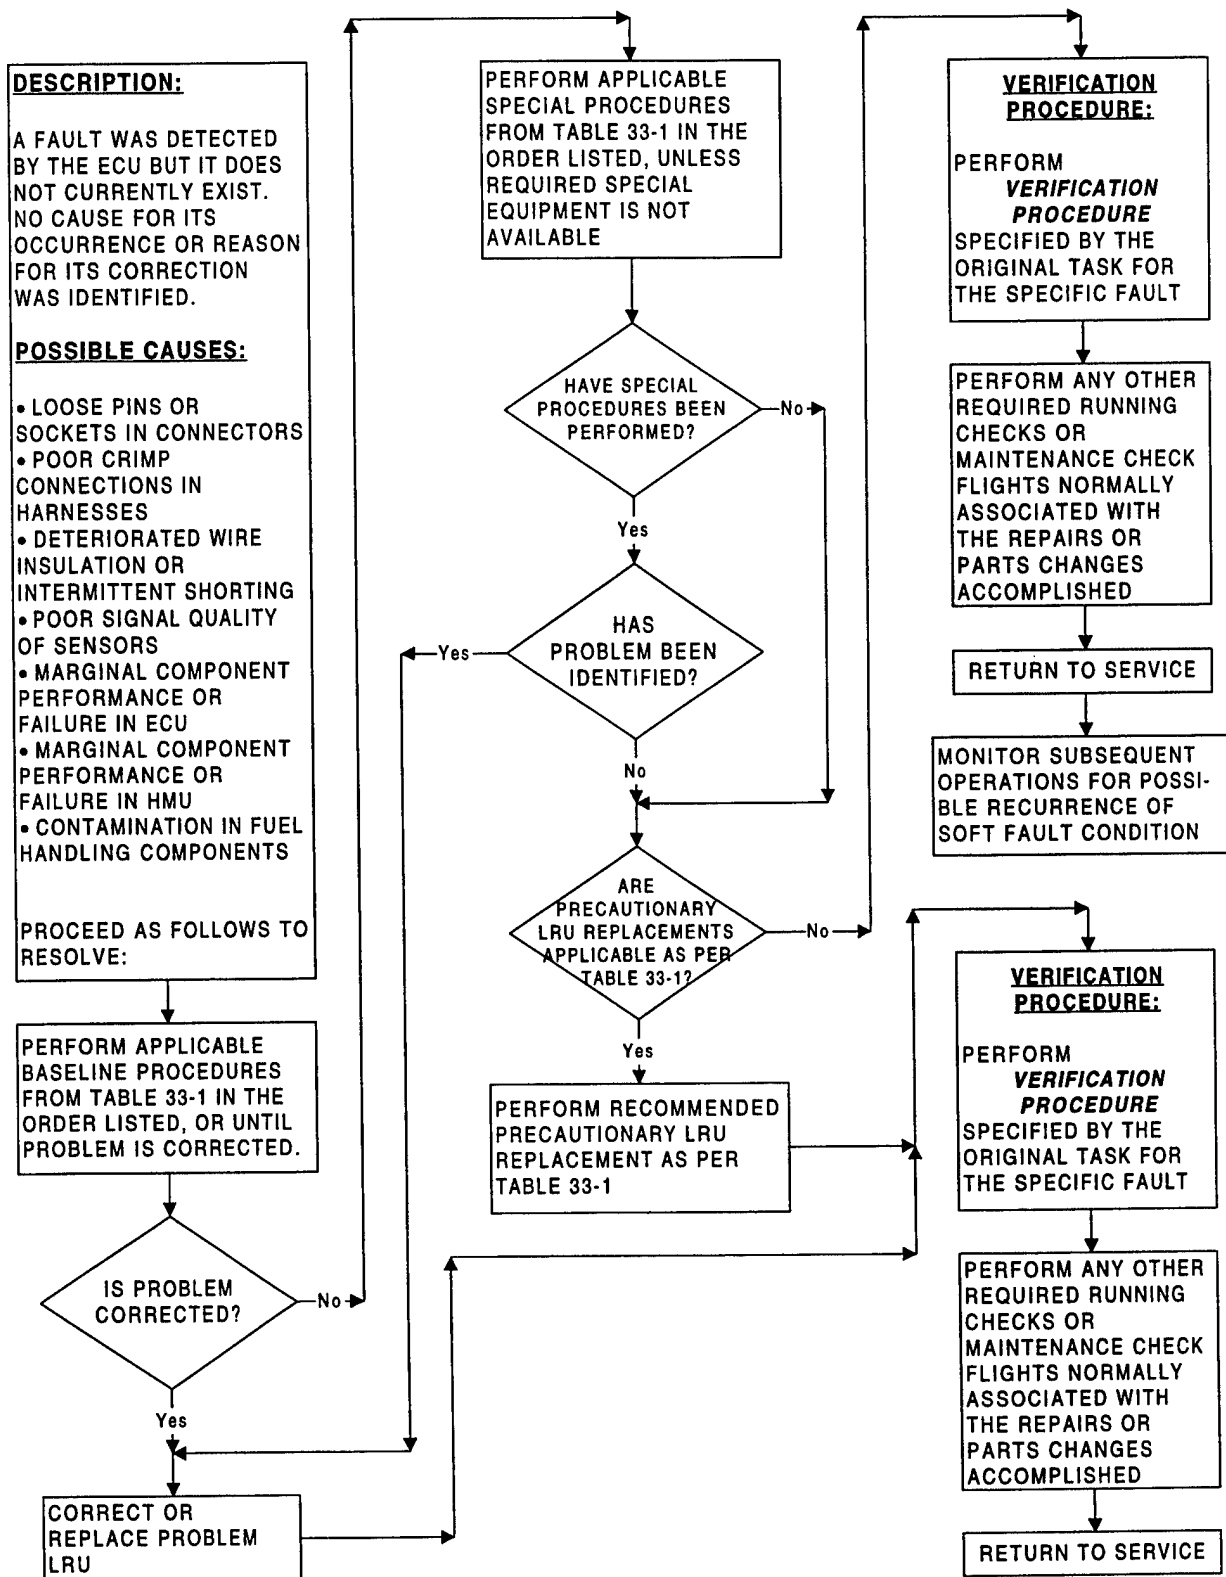 DESCRIPTION:
A FAULT WAS DETECTED
BY THE ECU BUT IT DOES
NOT CURRENTLY EXIST.
NO CAUSE FOR ITS
OCCURRENCE OR REASON
FOR ITS CORRECTION
WAS IDENTIFIED.
POSSIBLE CAUSES:
• LOOSE PINS OR
SOCKETS IN CONNECTORS
• POOR CRIMP
CONNECTIONS IN
HARNESSES
• DETERIORATED WIRE
INSULATION OR
INTERMITTENT SHORTING
• POOR SIGNAL QUALITY
OF SENSORS
• MARGINAL COMPONENT
PERFORMANCE OR
FAILURE IN ECU
• MARGINAL COMPONENT
PERFORMANCE OR
FAILURE IN HMU
• CONTAMINATION IN FUEL
HANDLING COMPONENTS
PROCEED AS FOLLOWS TO
RESOLVE:
PERFORM APPLICABLE
BASELINE PROCEDURES
FROM TABLE 33-1 IN THE
ORDER LISTED, OR UNTIL
PROBLEM IS CORRECTED.
IS PROBLEM
CORRECTED?
No
Yes
CORRECT OR
REPLACE PROBLEM
LRU
PERFORM APPLICABLE
SPECIAL PROCEDURES
FROM TABLE 33-1 IN THE
ORDER LISTED, UNLESS
REQUIRED SPECIAL
EQUIPMENT IS NOT
AVAILABLE
HAVE SPECIAL
PROCEDURES BEEN
PERFORMED?
No
Yes
HAS
PROBLEM BEEN
IDENTIFIED?
Yes
No
ARE
PRECAUTIONARY
LRU REPLACEMENTS
APPLICABLE AS PER
TABLE 33-1?
No
Yes
PERFORM RECOMMENDED
PRECAUTIONARY LRU
REPLACEMENT AS PER
TABLE 33-1
VERIFICATION
PROCEDURE:
PERFORM
VERIFICATION
PROCEDURE
SPECIFIED BY THE
ORIGINAL TASK FOR
THE SPECIFIC FAULT
PERFORM ANY OTHER
REQUIRED RUNNING
CHECKS OR
MAINTENANCE CHECK
FLIGHTS NORMALLY
ASSOCIATED WITH
THE REPAIRS OR
PARTS CHANGES
ACCOMPLISHED
RETURN TO SERVICE
MONITOR SUBSEQUENT
OPERATIONS FOR POSSI-
BLE RECURRENCE OF
SOFT FAULT CONDITION
VERIFICATION
PROCEDURE:
PERFORM
VERIFICATION
PROCEDURE
SPECIFIED BY THE
ORIGINAL TASK FOR
THE SPECIFIC FAULT
PERFORM ANY OTHER
REQUIRED RUNNING
CHECKS OR
MAINTENANCE CHECK
FLIGHTS NORMALLY
ASSOCIATED WITH
THE REPAIRS OR
PARTS CHANGES
ACCOMPLISHED
RETURN TO SERVICE